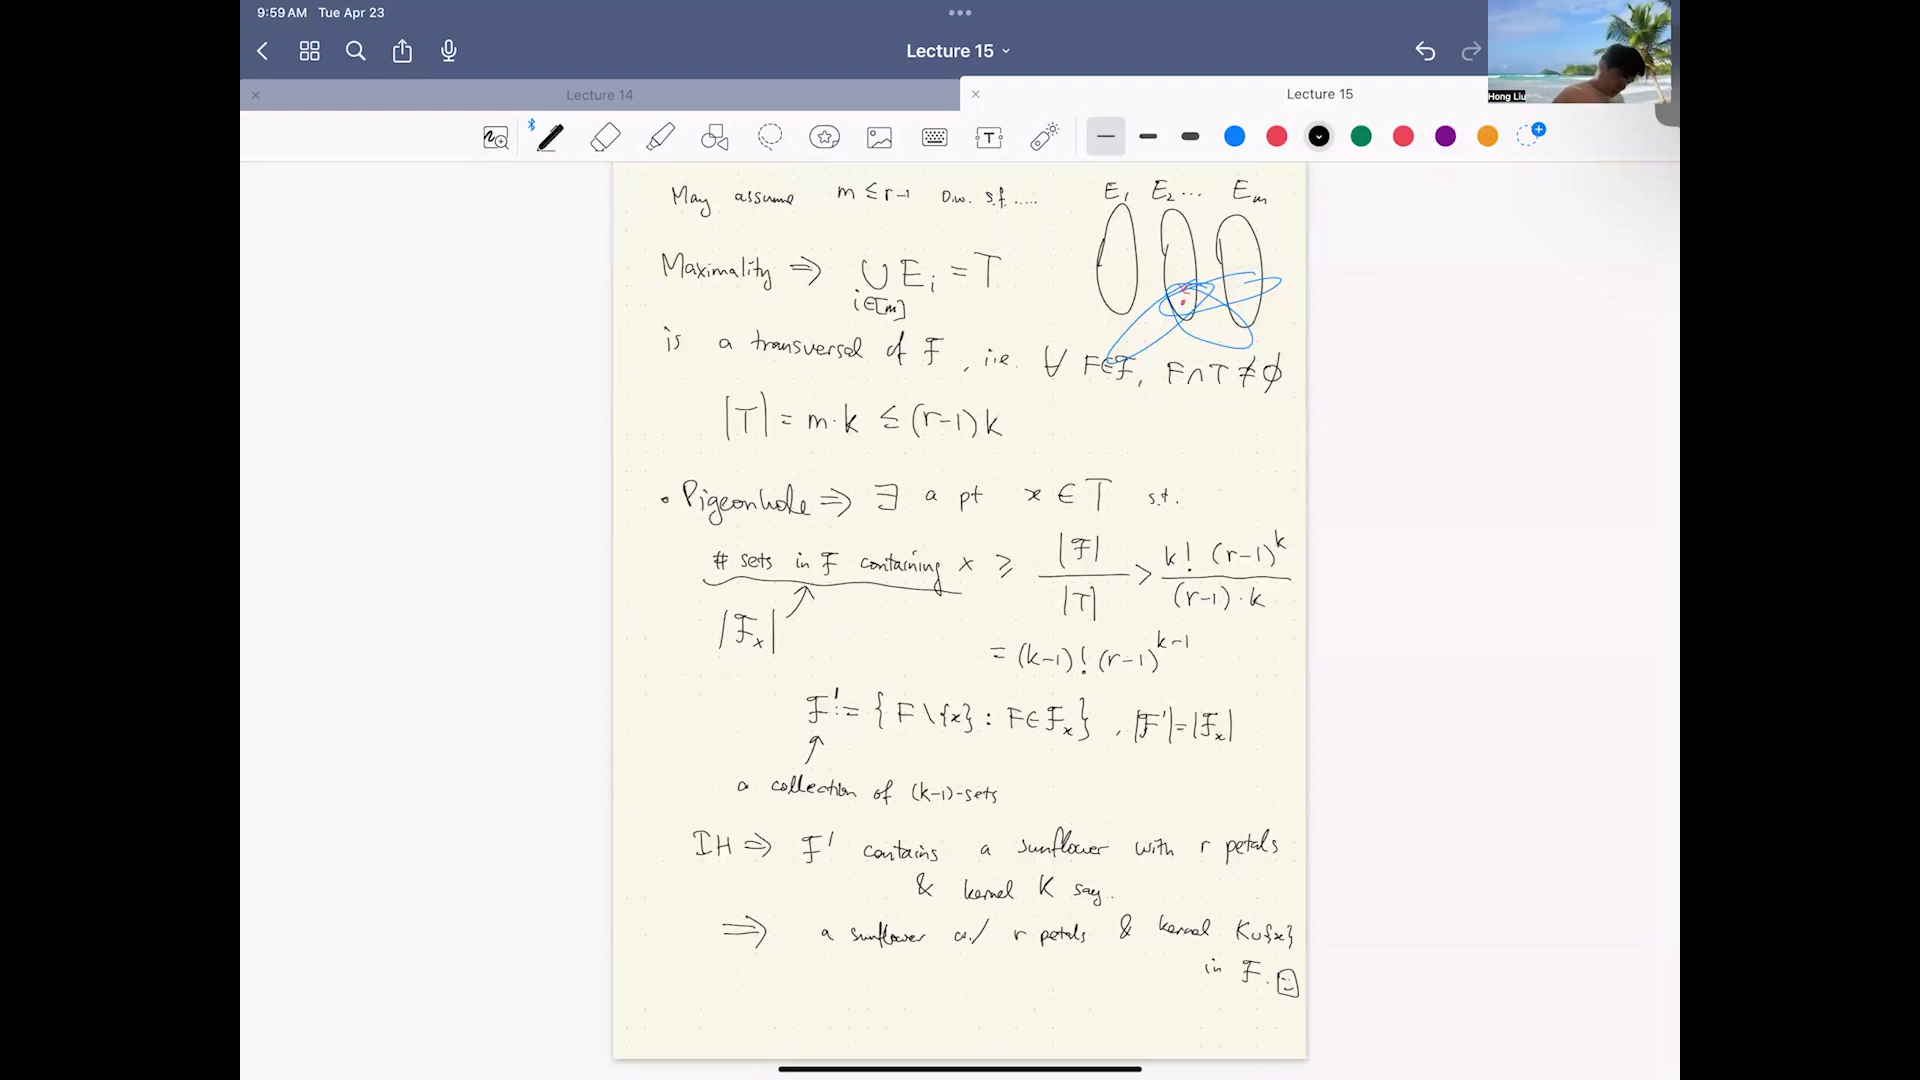 9:59 AM Tue Apr 23
Lecture 15
Lecture 14
Lecture 15
Hong Liu
May assume m ≤ r-1 o.w. s.f.....
E₁ E₂ ... Eₘ
Maximality ⇒ ∪ Eᵢ = T
i∈[m]
is a transversal of F, i.e. ∀ F∈F, F∩T ≠ ∅
|T| = m·k ≤ (r-1)k
• Pigeonhole ⇒ ∃ a pt x ∈ T s.t.
# sets in F containing x ≥ |F| / |T| > k! (r-1)^k / (r-1)·k
|Fₓ|
= (k-1)! (r-1)^{k-1}
F' := {F\{x} : F∈Fₓ}, |F'| = |Fₓ|
a collection of (k-1)-sets
IH ⇒ F' contains a sunflower with r petals
& kernel K say.
⇒ a sunflower w/ r petals & kernel K∪{x}
in F.